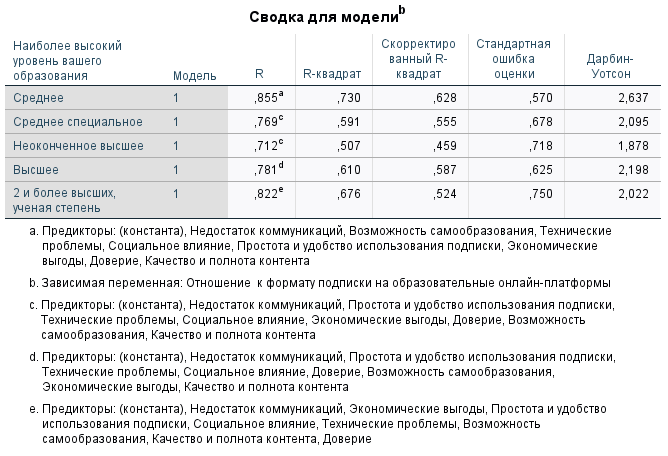 Сводка для моделиb
Наиболее высокий уровень вашего образования Модель R R-квадрат Скорректированный R-квадрат Стандартная ошибка оценки Дарбин-Уотсон
Среднее 1 ,855a ,730 ,628 ,570 2,637
Среднее специальное 1 ,769c ,591 ,555 ,678 2,095
Неоконченное высшее 1 ,712c ,507 ,459 ,718 1,878
Высшее 1 ,781d ,610 ,587 ,625 2,198
2 и более высших, ученая степень 1 ,822e ,676 ,524 ,750 2,022
a. Предикторы: (константа), Недостаток коммуникаций, Возможность самообразования, Технические
проблемы, Социальное влияние, Простота и удобство использования подписки, Экономические
выгоды, Доверие, Качество и полнота контента
b. Зависимая переменная: Отношение к формату подписки на образовательные онлайн-платформы
c. Предикторы: (константа), Недостаток коммуникаций, Простота и удобство использования подписки,
Технические проблемы, Социальное влияние, Экономические выгоды, Доверие, Возможность
самообразования, Качество и полнота контента
d. Предикторы: (константа), Недостаток коммуникаций, Простота и удобство использования подписки,
Технические проблемы, Социальное влияние, Доверие, Возможность самообразования,
Экономические выгоды, Качество и полнота контента
e. Предикторы: (константа), Недостаток коммуникаций, Экономические выгоды, Простота и удобство
использования подписки, Социальное влияние, Технические проблемы, Возможность
самообразования, Качество и полнота контента, Доверие